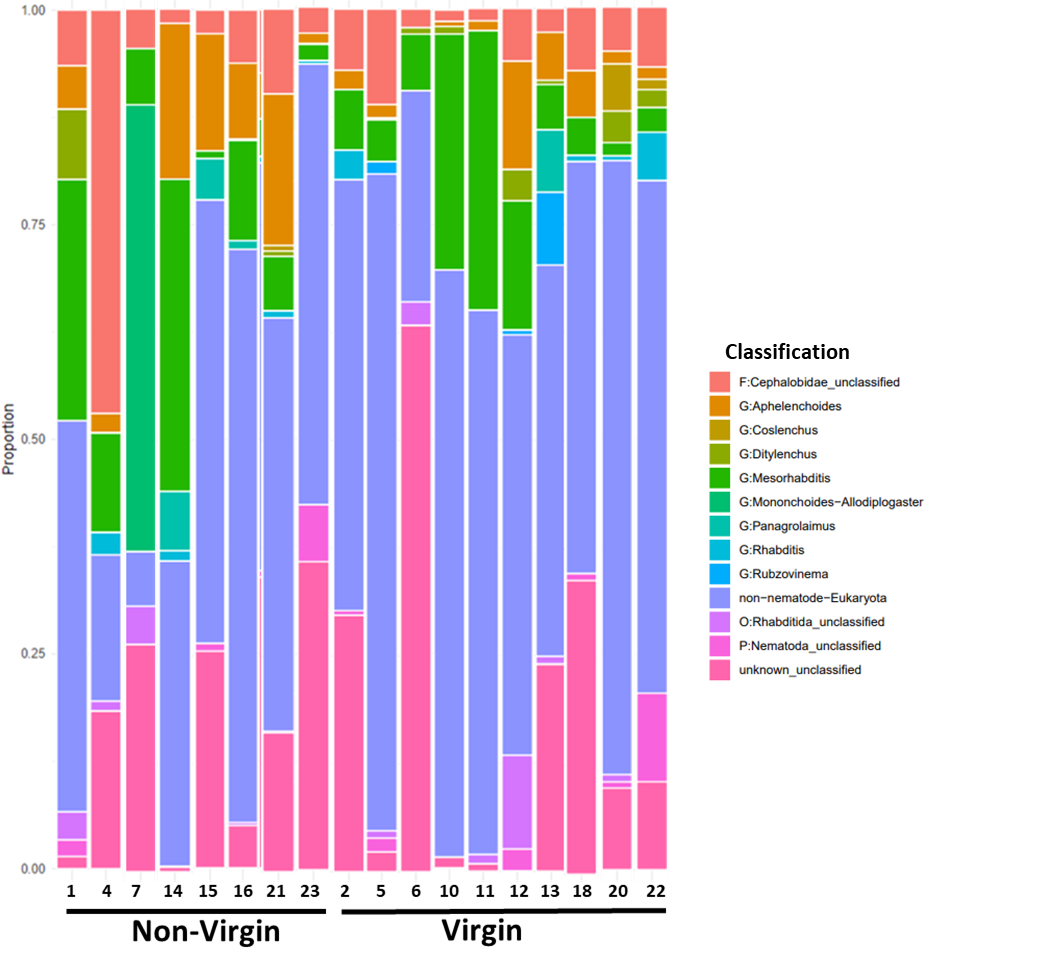 1.00
0.75
0.50
0.25
0.00
Proportion
1 4 7 14 15 16 21 23 2 5 6 10 11 12 13 18 20 22
Non-Virgin Virgin
Classification
F:Cephalobidae_unclassified
G:Aphelenchoides
G:Coslenchus
G:Ditylenchus
G:Mesorhabditis
G:Mononchoides−Allodiplogaster
G:Panagrolaimus
G:Rhabditis
G:Rubzovinema
non−nematode−Eukaryota
O:Rhabditida_unclassified
P:Nematoda_unclassified
unknown_unclassified